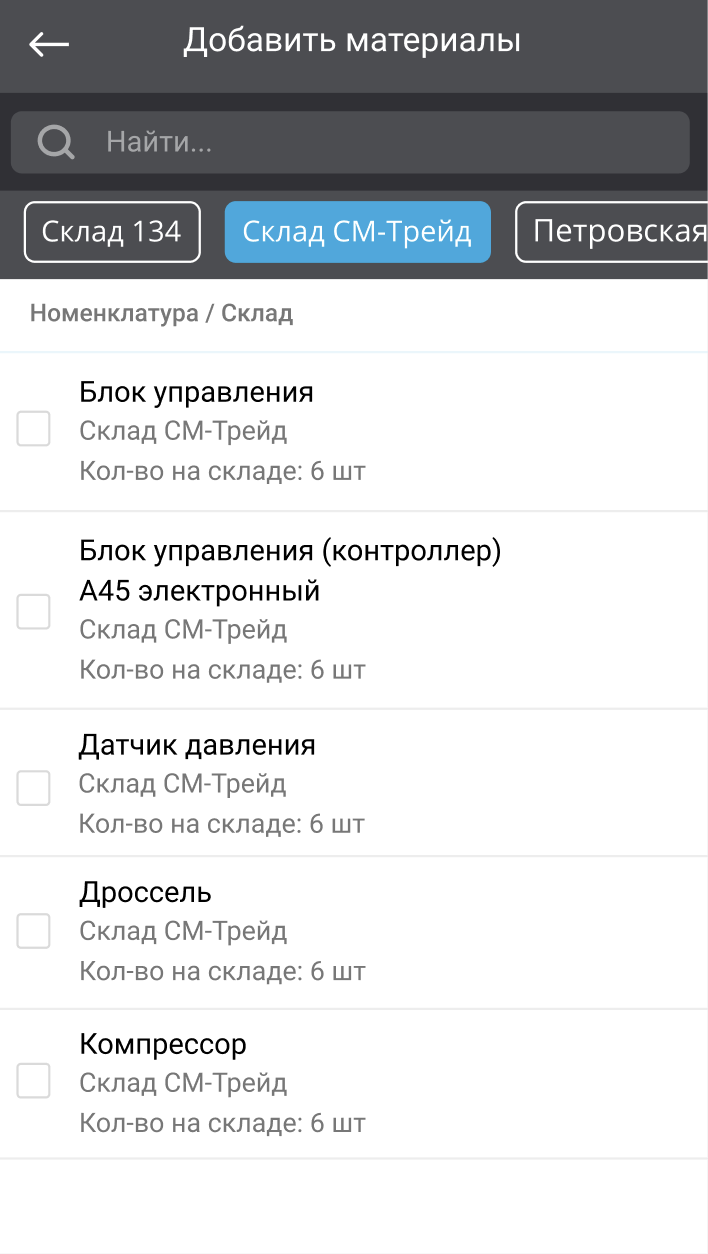 Добавить материалы
Найти...
Склад 134 Склад СМ-Трейд Петровская
Номенклатура / Склад
Блок управления
Склад СМ-Трейд
Кол-во на складе: 6 шт
Блок управления (контроллер)
А45 электронный
Склад СМ-Трейд
Кол-во на складе: 6 шт
Датчик давления
Склад СМ-Трейд
Кол-во на складе: 6 шт
Дроссель
Склад СМ-Трейд
Кол-во на складе: 6 шт
Компрессор
Склад СМ-Трейд
Кол-во на складе: 6 шт